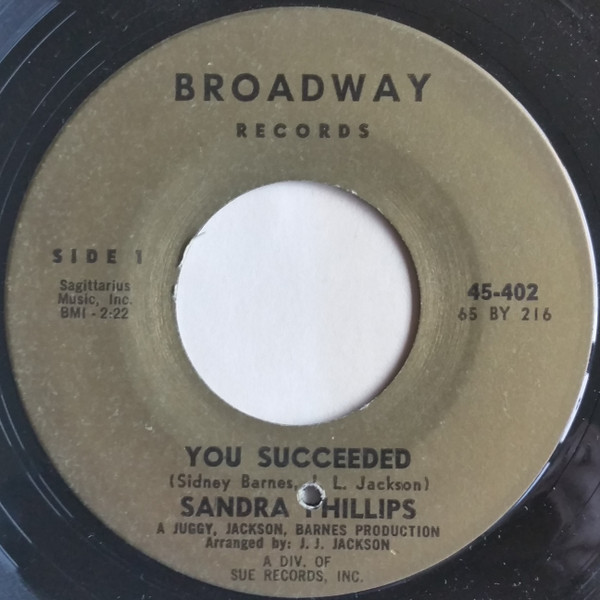 BROADWAY
RECORDS
SIDE 1
Sagittarius
Music, Inc.
BMI - 2:22
45-402
65 BY 216
YOU SUCCEEDED
(Sidney Barnes, J. L. Jackson)
SANDRA PHILLIPS
A JUGGY, JACKSON, BARNES PRODUCTION
Arranged by: J. J. JACKSON
A DIV. OF
SUE RECORDS, INC.